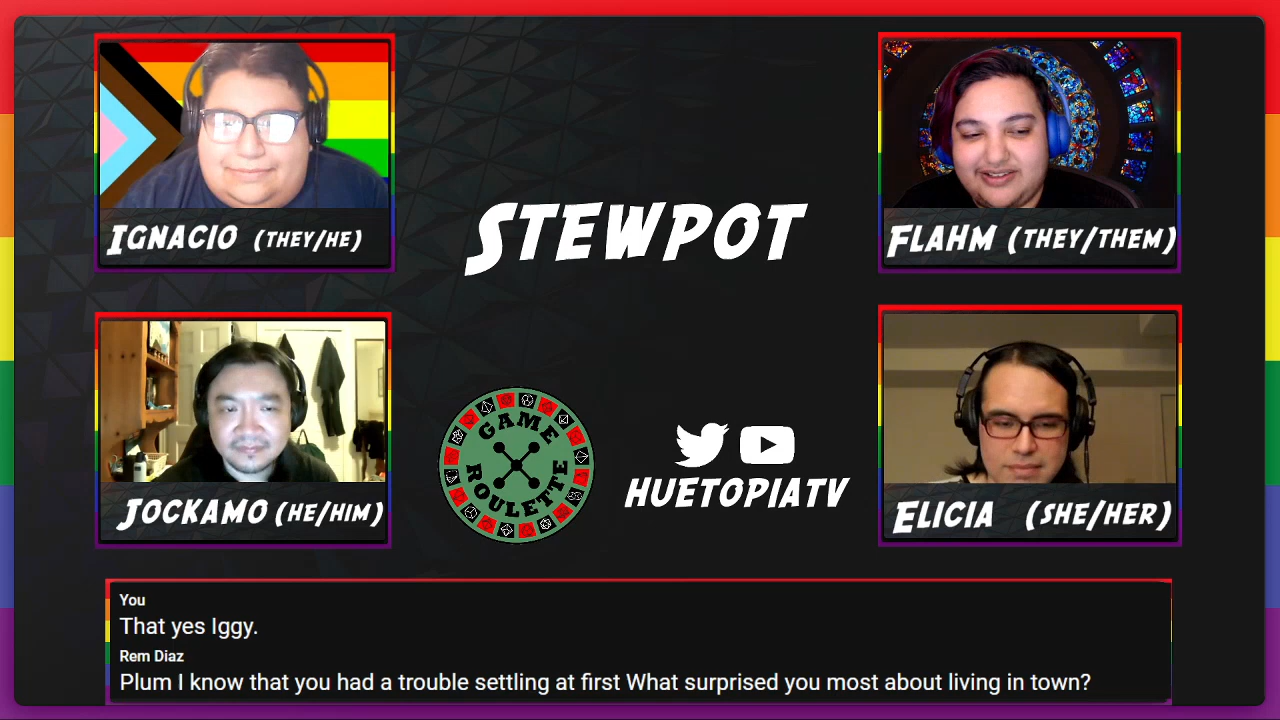 Ignacio (they/he)
Flahm (they/them)
Stewpot
Jockamo (he/him)
Game Roulette
huetopiatv
Elicia (she/her)
You
That yes Iggy.
Rem Diaz
Plum I know that you had a trouble settling at first What surprised you most about living in town?